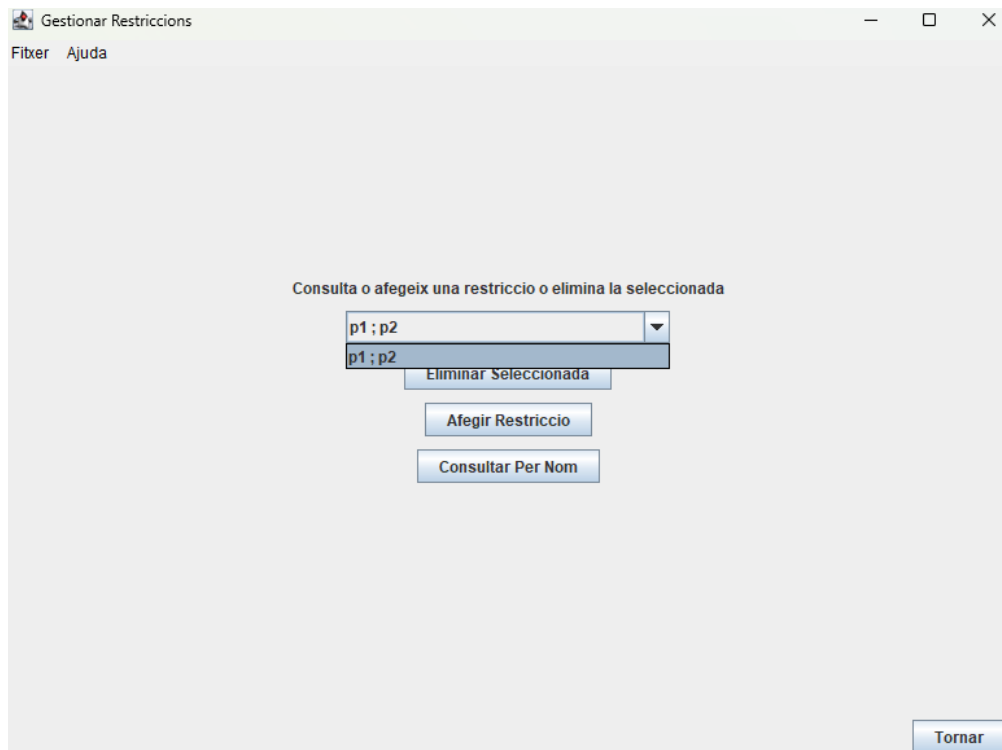 Gestionar Restriccions
Fitxer Ajuda
Consulta o afegeix una restriccio o elimina la seleccionada
p1 ; p2
p1 ; p2
Eliminar Seleccionada
Afegir Restriccio
Consultar Per Nom
Tornar